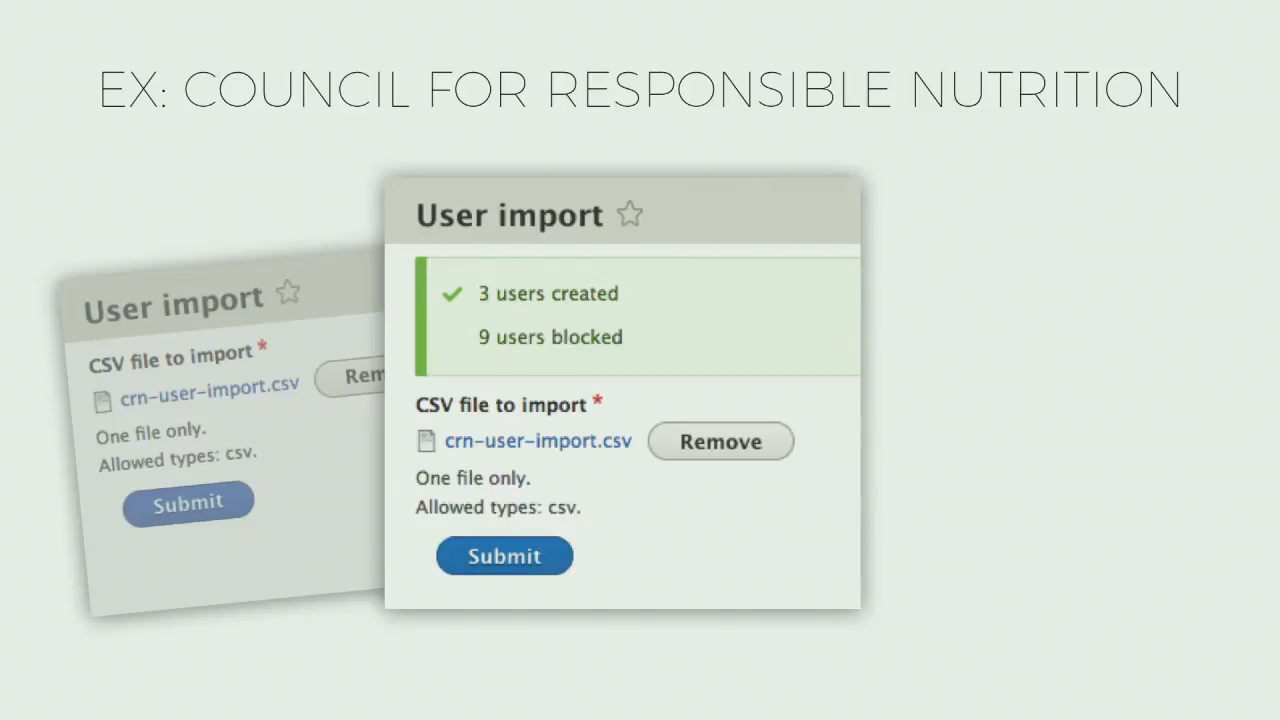 EX: COUNCIL FOR RESPONSIBLE NUTRITION
User import
CSV file to import *
crn-user-import.csv
Rem
One file only.
Allowed types: csv.
Submit
User import
3 users created
9 users blocked
CSV file to import *
crn-user-import.csv Remove
One file only.
Allowed types: csv.
Submit